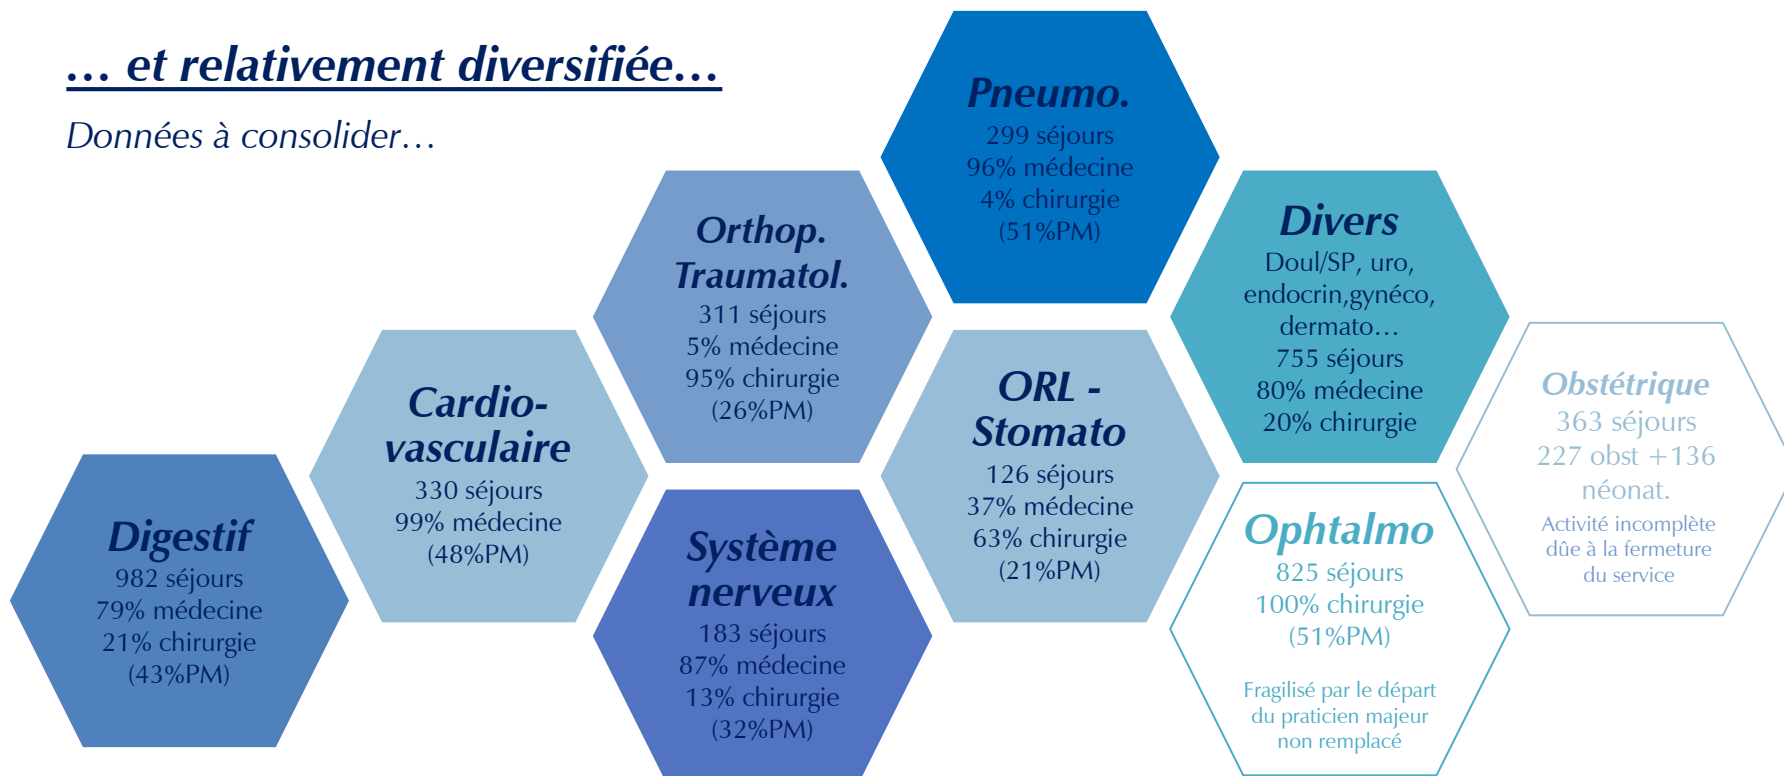 … et relativement diversifiée…
Données à consolider…
Digestif
982 séjours
79% médecine
21% chirurgie
(43%PM)
Cardio-
vasculaire
330 séjours
99% médecine
(48%PM)
Orthop.
Traumatol.
311 séjours
5% médecine
95% chirurgie
(26%PM)
Système
nerveux
183 séjours
87% médecine
13% chirurgie
(32%PM)
Pneumo.
299 séjours
96% médecine
4% chirurgie
(51%PM)
ORL -
Stomato
126 séjours
37% médecine
63% chirurgie
(21%PM)
Divers
Doul/SP, uro,
endocrin,gynéco,
dermato…
755 séjours
80% médecine
20% chirurgie
Ophtalmo
825 séjours
100% chirurgie
(51%PM)
Fragilisé par le départ
du praticien majeur
non remplacé
Obstétrique
363 séjours
227 obst +136
néonat.
Activité incomplète
dûe à la fermeture
du service